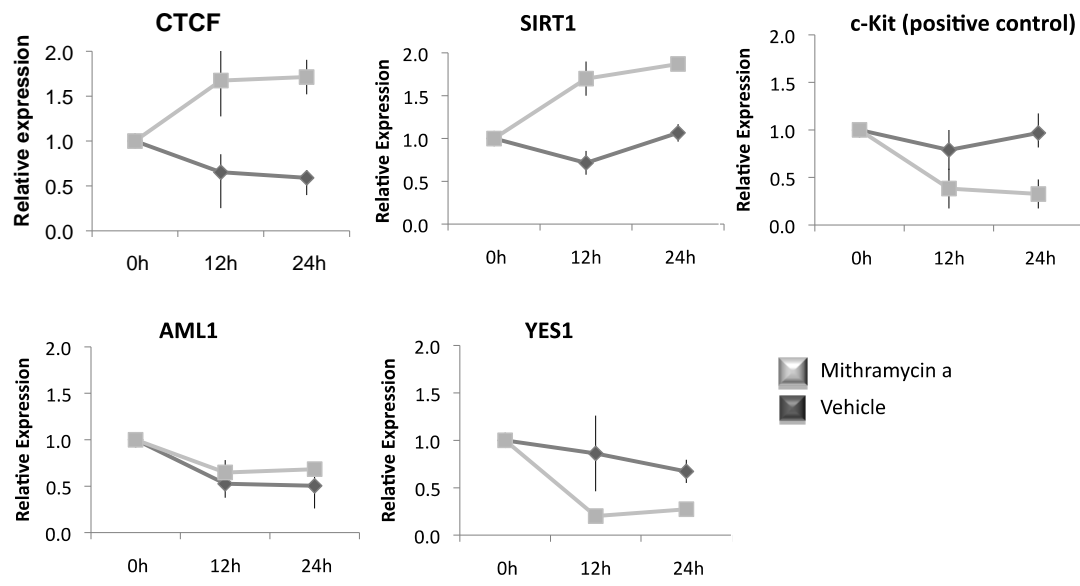 CTCF
Relative expression
2.0
1.5
1.0
0.5
0.0
0h 12h 24h
SIRT1
Relative Expression
2.0
1.5
1.0
0.5
0.0
0h 12h 24h
c-Kit (positive control)
Relative Expression
2.0
1.5
1.0
0.5
0.0
0h 12h 24h
AML1
Relative Expression
2.0
1.5
1.0
0.5
0.0
0h 12h 24h
YES1
Relative Expression
2.0
1.5
1.0
0.5
0.0
0h 12h 24h
Mithramycin a
Vehicle